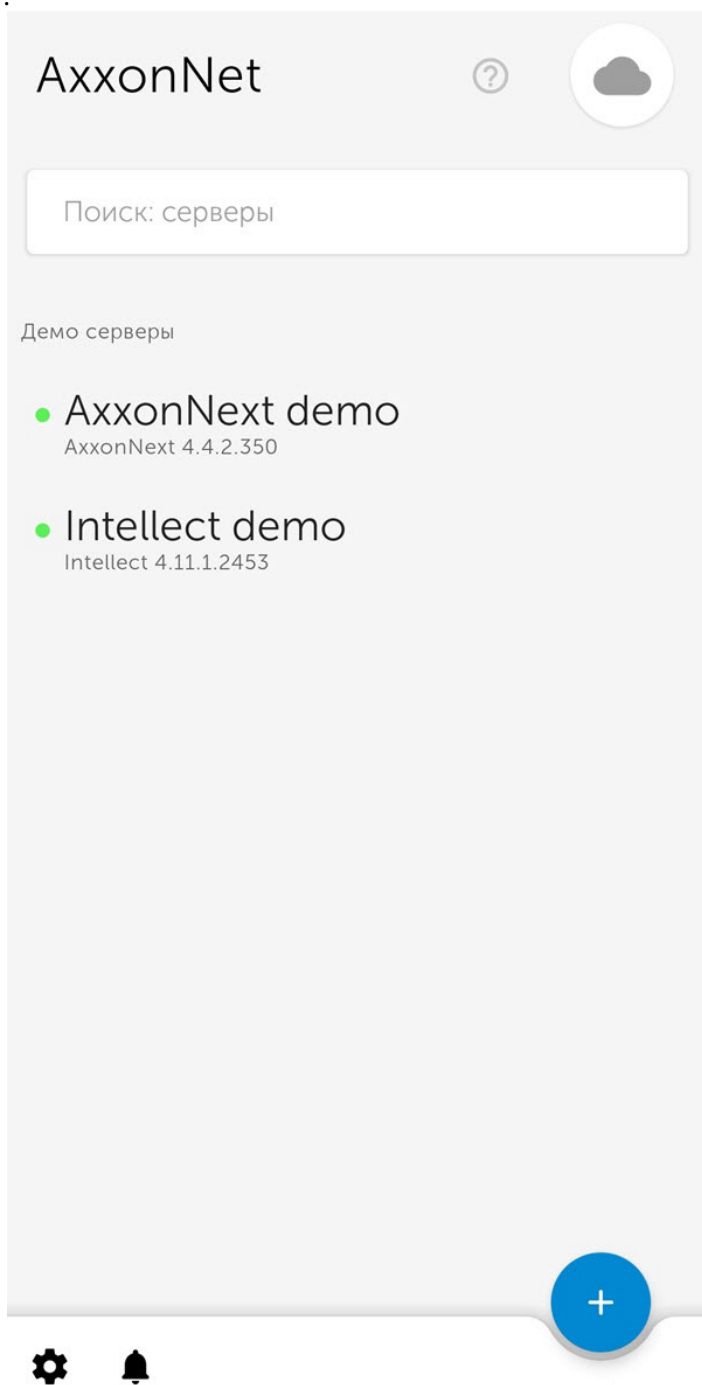 AxxonNet
Поиск: серверы
Демо серверы
AxxonNext demo
AxxonNext 4.4.2.350
Intellect demo
Intellect 4.11.1.2453